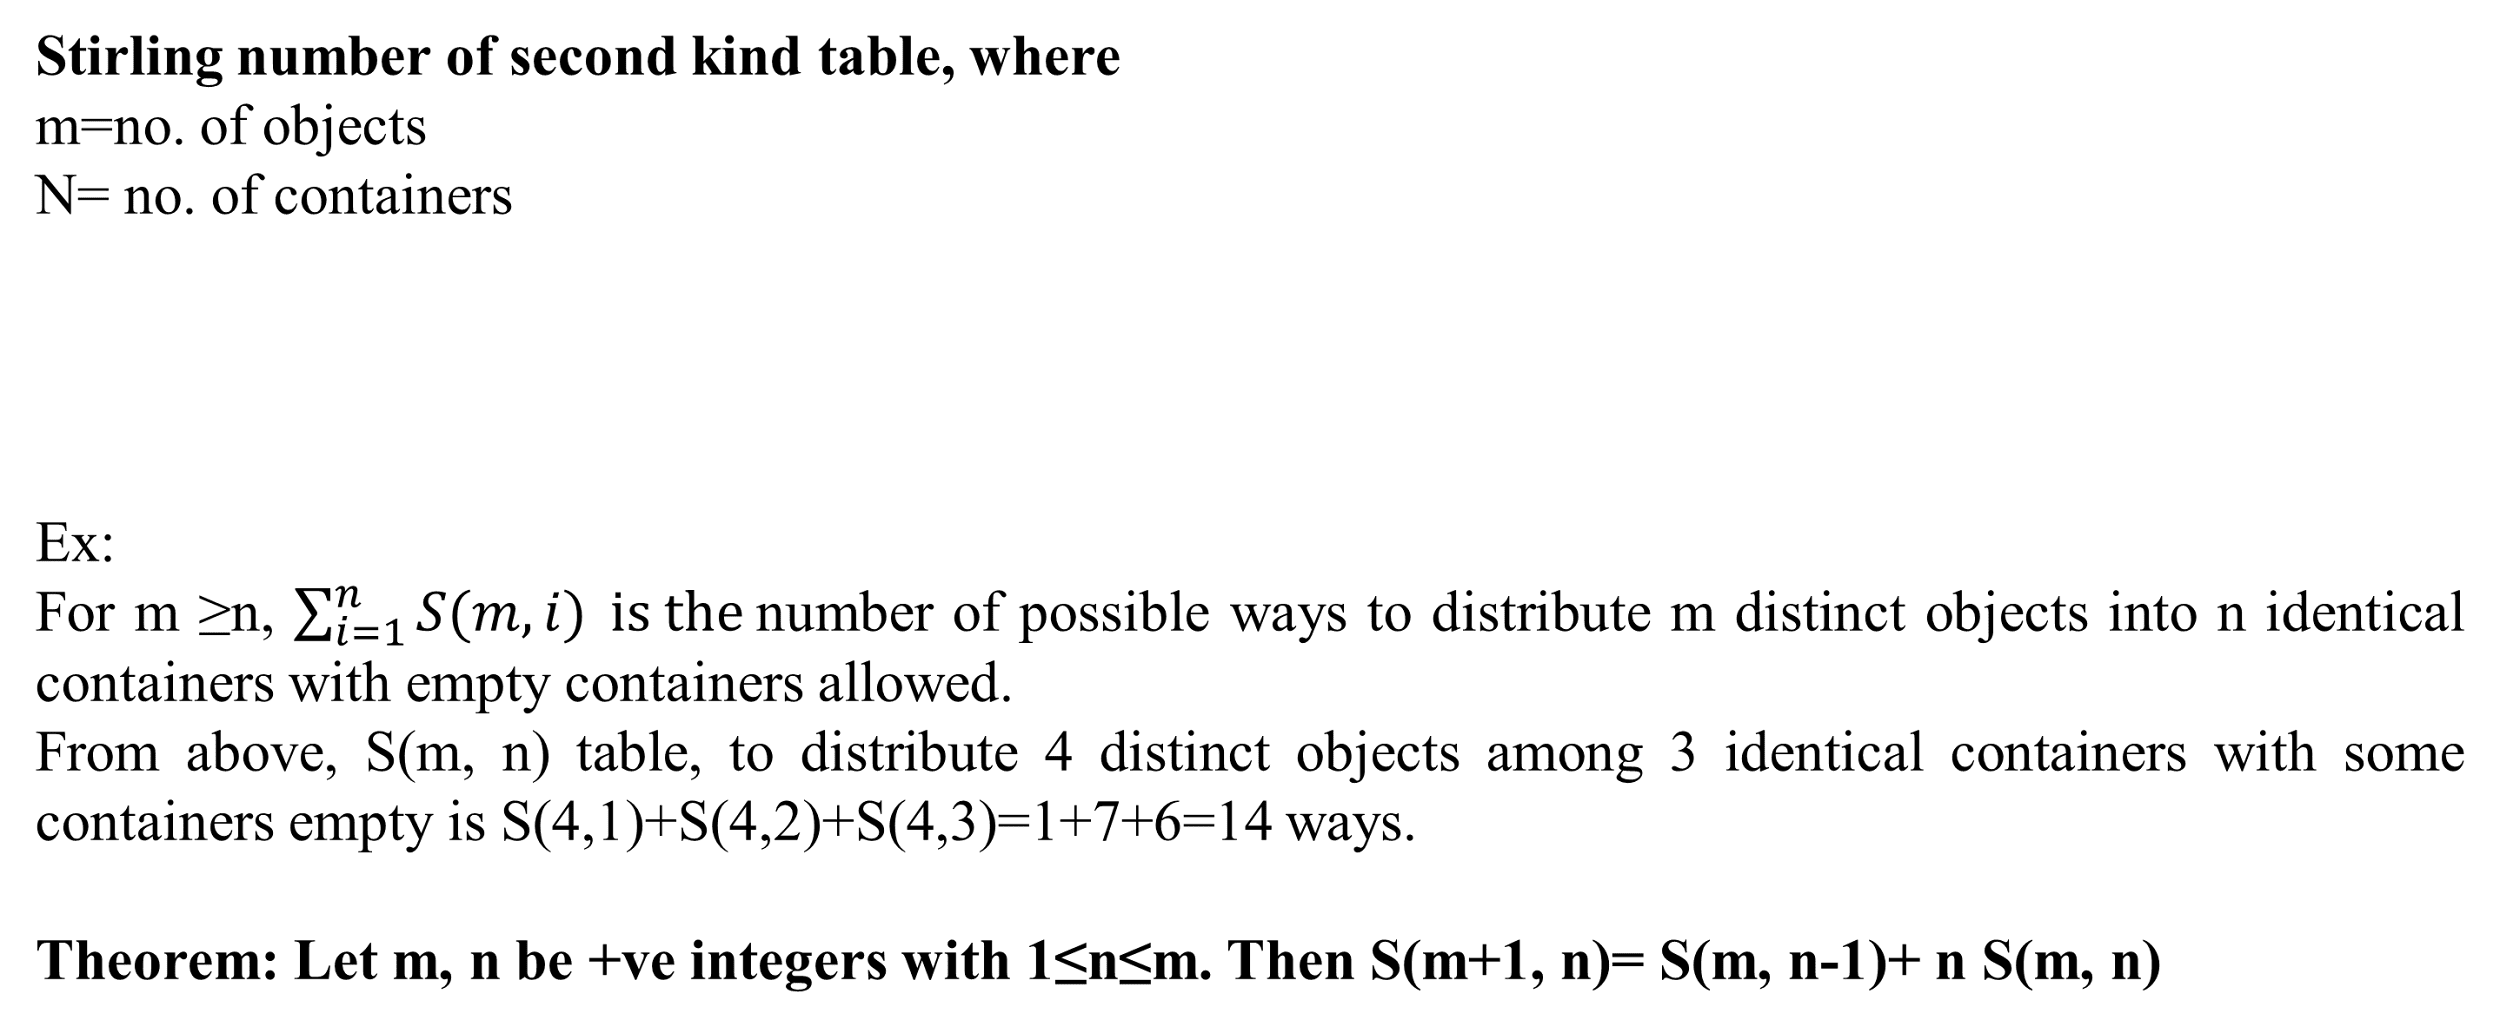 Stirling number of second kind table, where
m=no. of objects
N= no. of containers
Ex:
For m ≥n, ∑ⁿᵢ₌₁ S(m, i) is the number of possible ways to distribute m distinct objects into n identical
containers with empty containers allowed.
From above, S(m, n) table, to distribute 4 distinct objects among 3 identical containers with some
containers empty is S(4,1)+S(4,2)+S(4,3)=1+7+6=14 ways.
Theorem: Let m, n be +ve integers with 1≤n≤m. Then S(m+1, n)= S(m, n-1)+ n S(m, n)